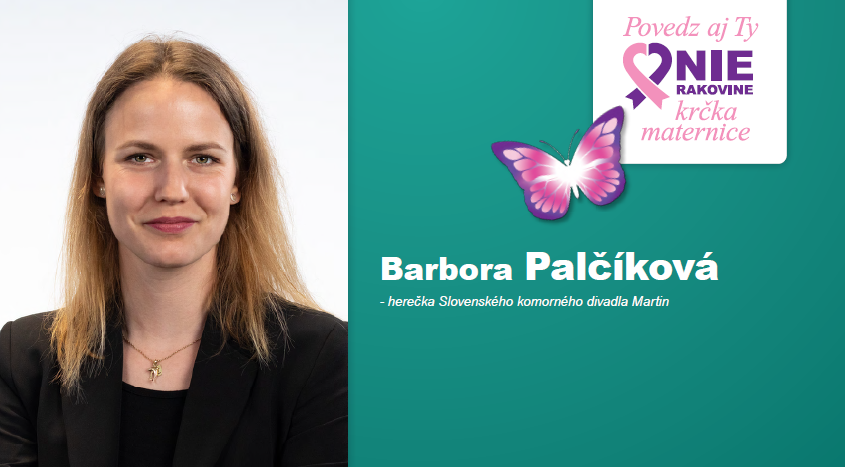 Povedz aj Ty
NIE
RAKOVINE
krčka
maternice
Barbora Palčíková
- herečka Slovenského komorného divadla Martin